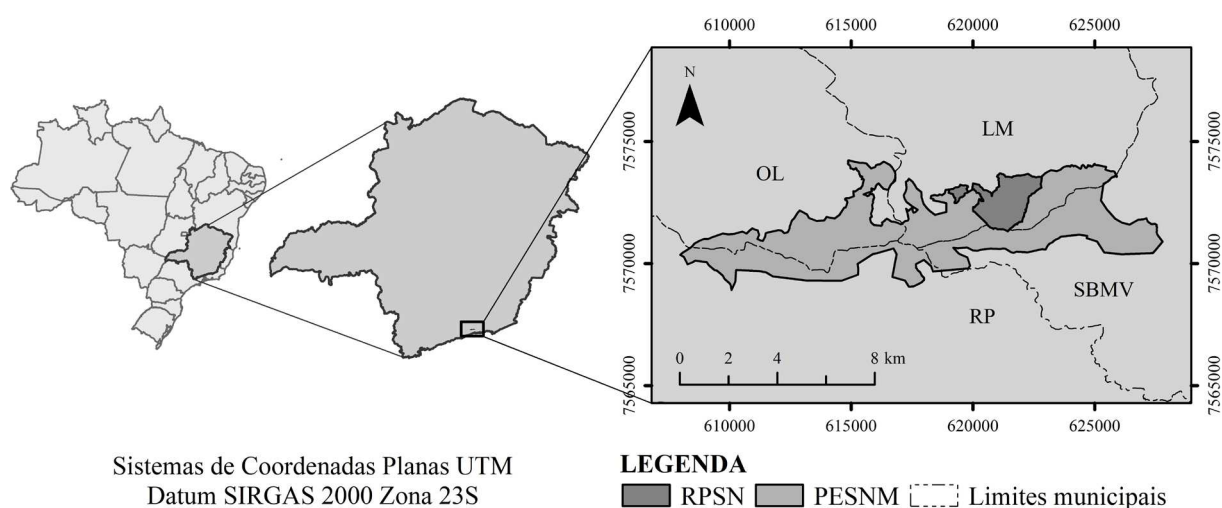 610000 615000 620000 625000
N
7575000 7575000
LM
OL
7570000 7570000
SBMV
RP
0 2 4 8 km
7565000 7565000
610000 615000 620000 625000
Sistemas de Coordenadas Planas UTM
Datum SIRGAS 2000 Zona 23S
LEGENDA
RPSN PESNM Limites municipais